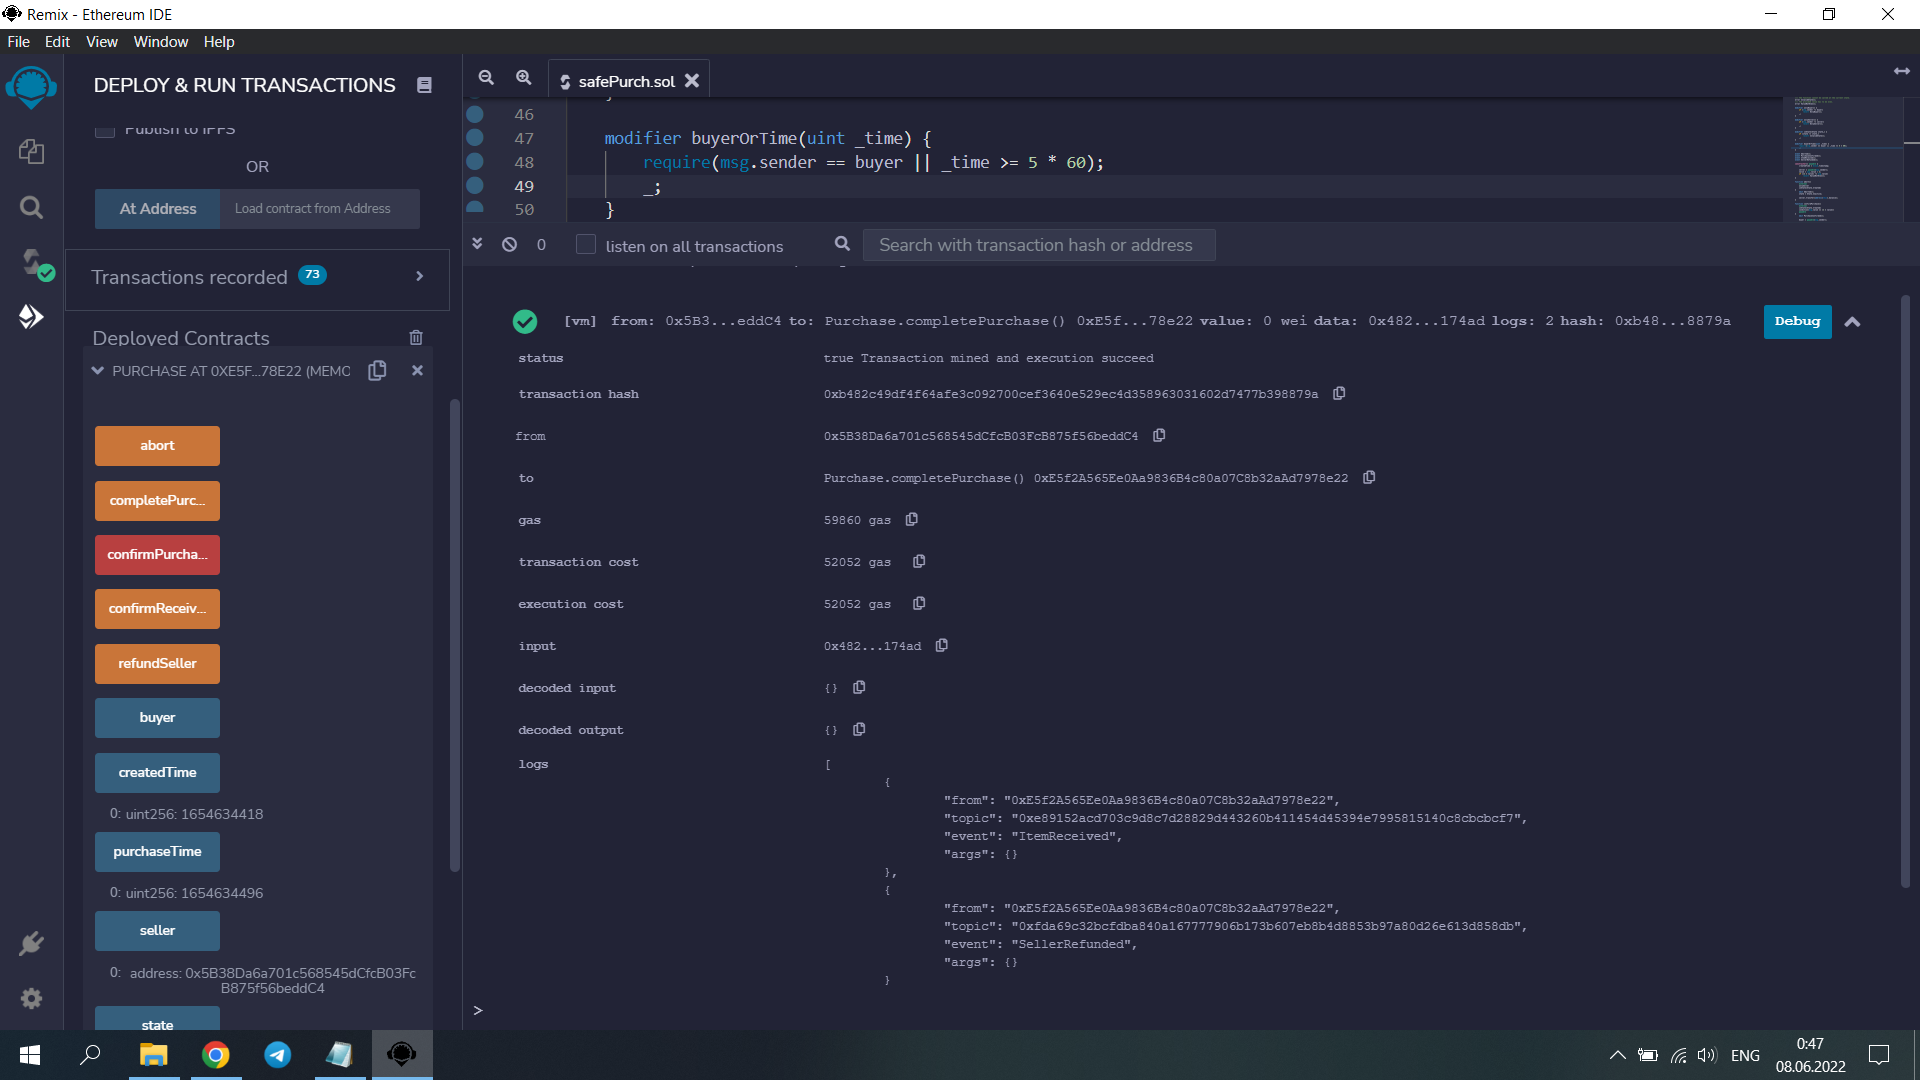 Remix - Ethereum IDE
File Edit View Window Help
DEPLOY & RUN TRANSACTIONS
Publish to IPFS
OR
At Address Load contract from Address
Transactions recorded 73
Deployed Contracts
PURCHASE AT 0XE5F...78E22 (MEMO
abort
completePurc...
confirmPurcha...
confirmReceiv...
refundSeller
buyer
createdTime
0: uint256: 1654634418
purchaseTime
0: uint256: 1654634496
seller
0: address: 0x5B38Da6a701c568545dCfcB03Fc
B875f56beddC4
state
safePurch.sol
46
47 modifier buyerOrTime(uint _time) {
48 require(msg.sender == buyer || _time >= 5 * 60);
49 _;
50 }
0 listen on all transactions Search with transaction hash or address
[vm] from: 0x5B3...eddC4 to: Purchase.completePurchase() 0xE5f...78e22 value: 0 wei data: 0x482...174ad logs: 2 hash: 0xb48...8879a Debug
status true Transaction mined and execution succeed
transaction hash 0xb482c49df4f64afe3c092700cef3640e529ec4d358963031602d7477b398879a
from 0x5B38Da6a701c568545dCfcB03FcB875f56beddC4
to Purchase.completePurchase() 0xE5f2A565Ee0Aa9836B4c80a07C8b32aAd7978e22
gas 59860 gas
transaction cost 52052 gas
execution cost 52052 gas
input 0x482...174ad
decoded input {}
decoded output {}
logs [
{
"from": "0xE5f2A565Ee0Aa9836B4c80a07C8b32aAd7978e22",
"topic": "0xe89152acd703c9d8c7d28829d443260b411454d45394e7995815140c8cbcbcf7",
"event": "ItemReceived",
"args": {}
},
{
"from": "0xE5f2A565Ee0Aa9836B4c80a07C8b32aAd7978e22",
"topic": "0xfda69c32bcfdba840a167777906b173b607eb8b4d8853b97a80d26e613d858db",
"event": "SellerRefunded",
"args": {}
}
>
ENG
0:47
08.06.2022